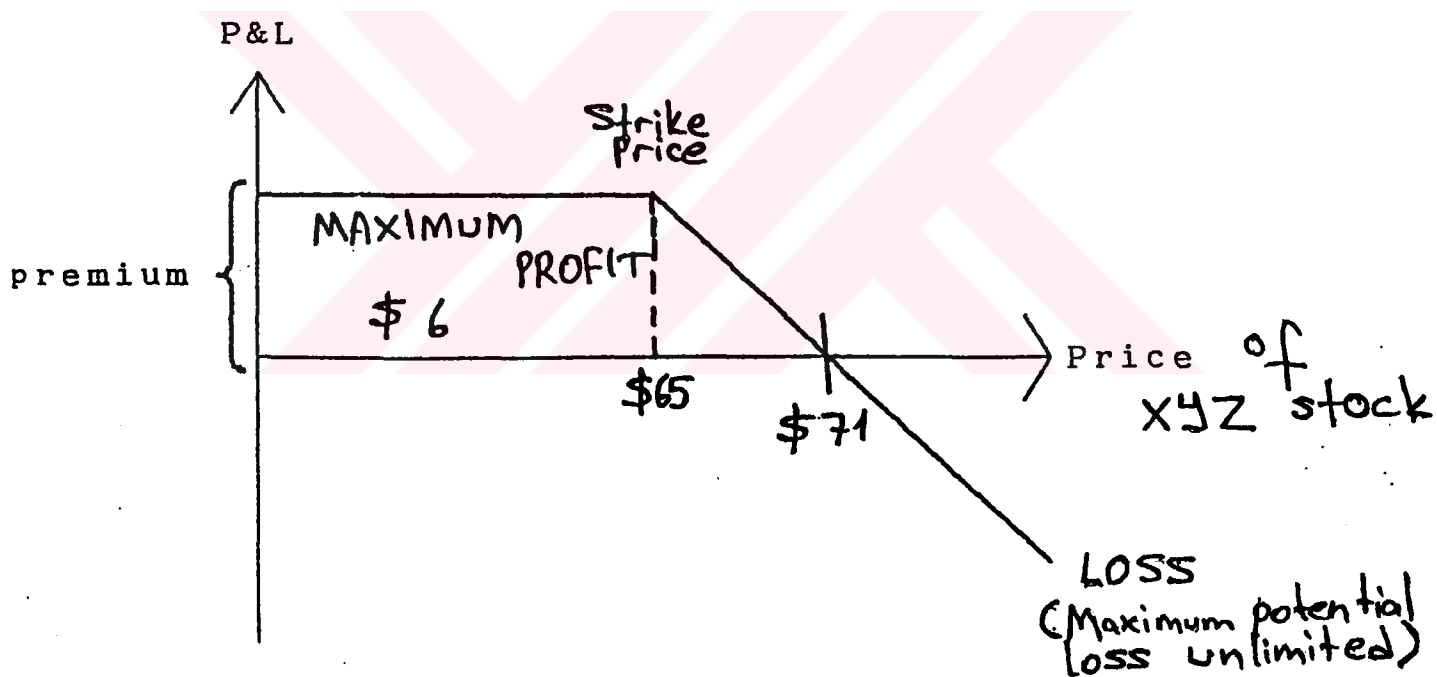 P&L
Strike
Price
MAXIMUM
PROFIT
premium
$ 6
Price of
XYZ stock
$65
$71
LOSS
(Maximum potential
loss unlimited)